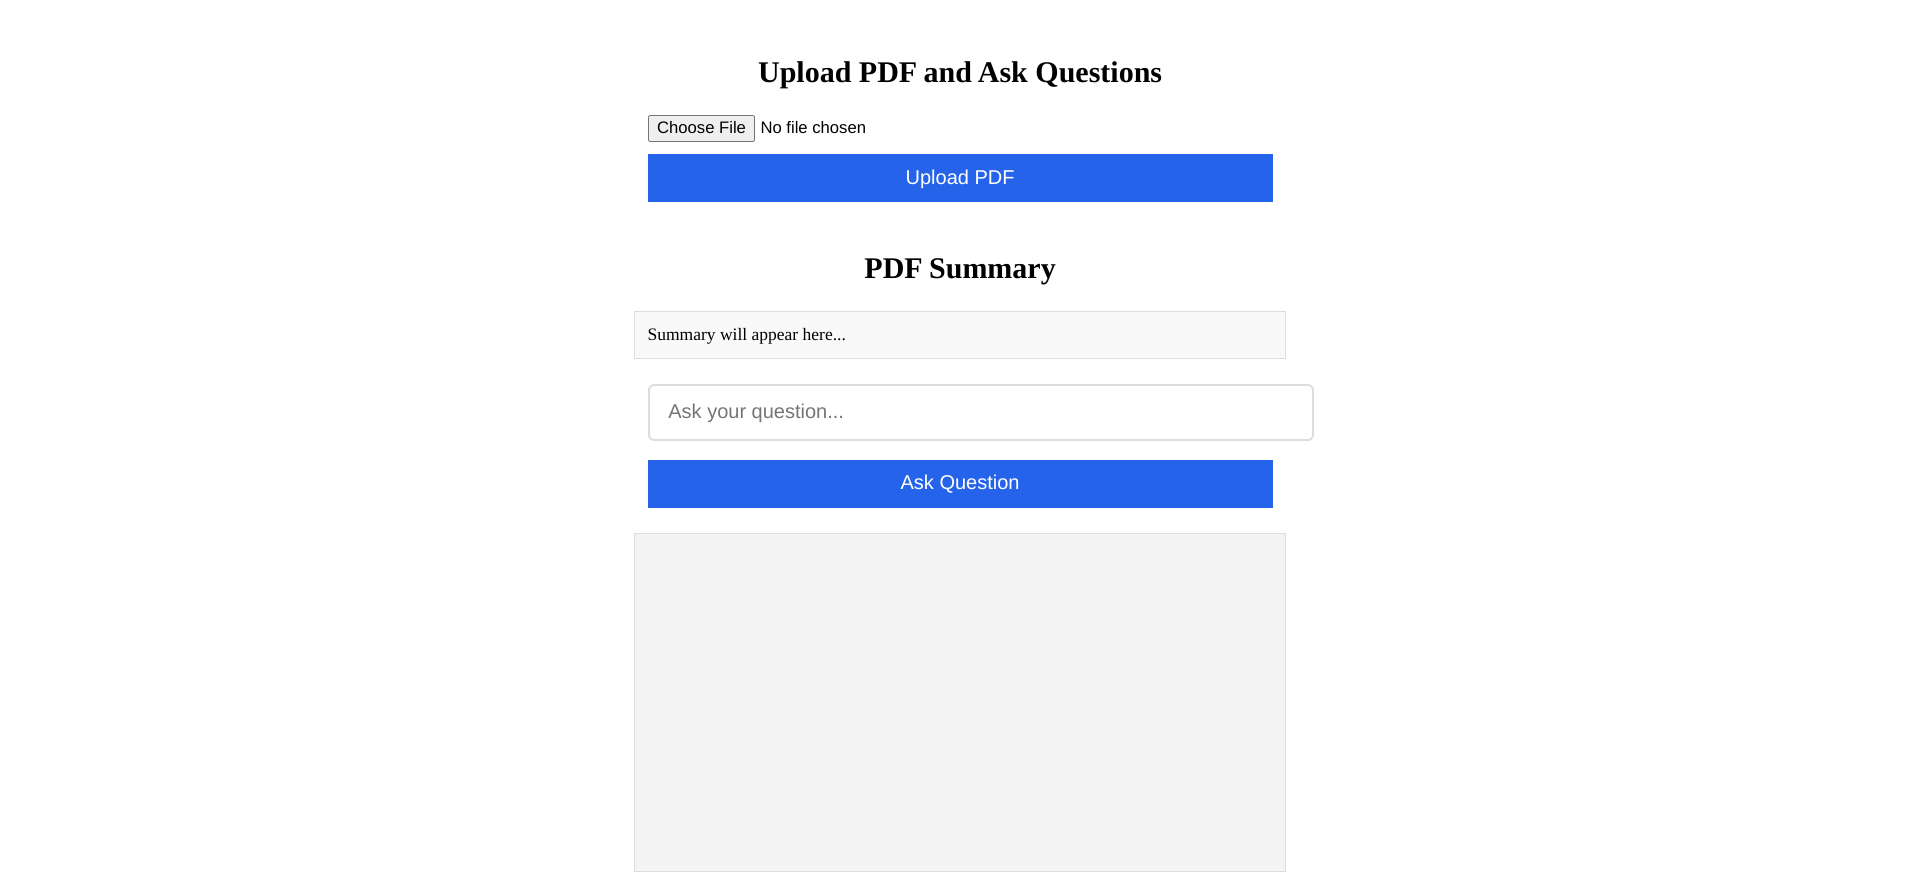 Upload PDF and Ask Questions
Choose File No file chosen
Upload PDF
PDF Summary
Summary will appear here...
Ask your question...
Ask Question